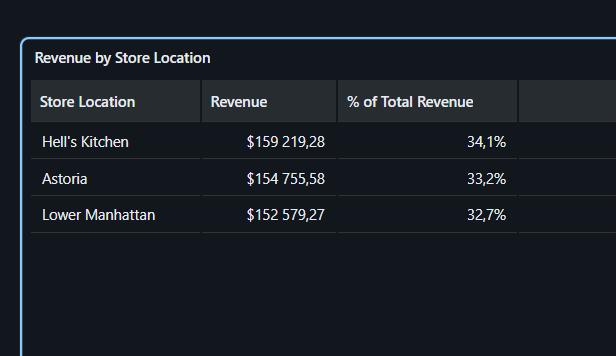 Revenue by Store Location
Store Location Revenue % of Total Revenue
Hell's Kitchen $159 219,28 34,1%
Astoria $154 755,58 33,2%
Lower Manhattan $152 579,27 32,7%